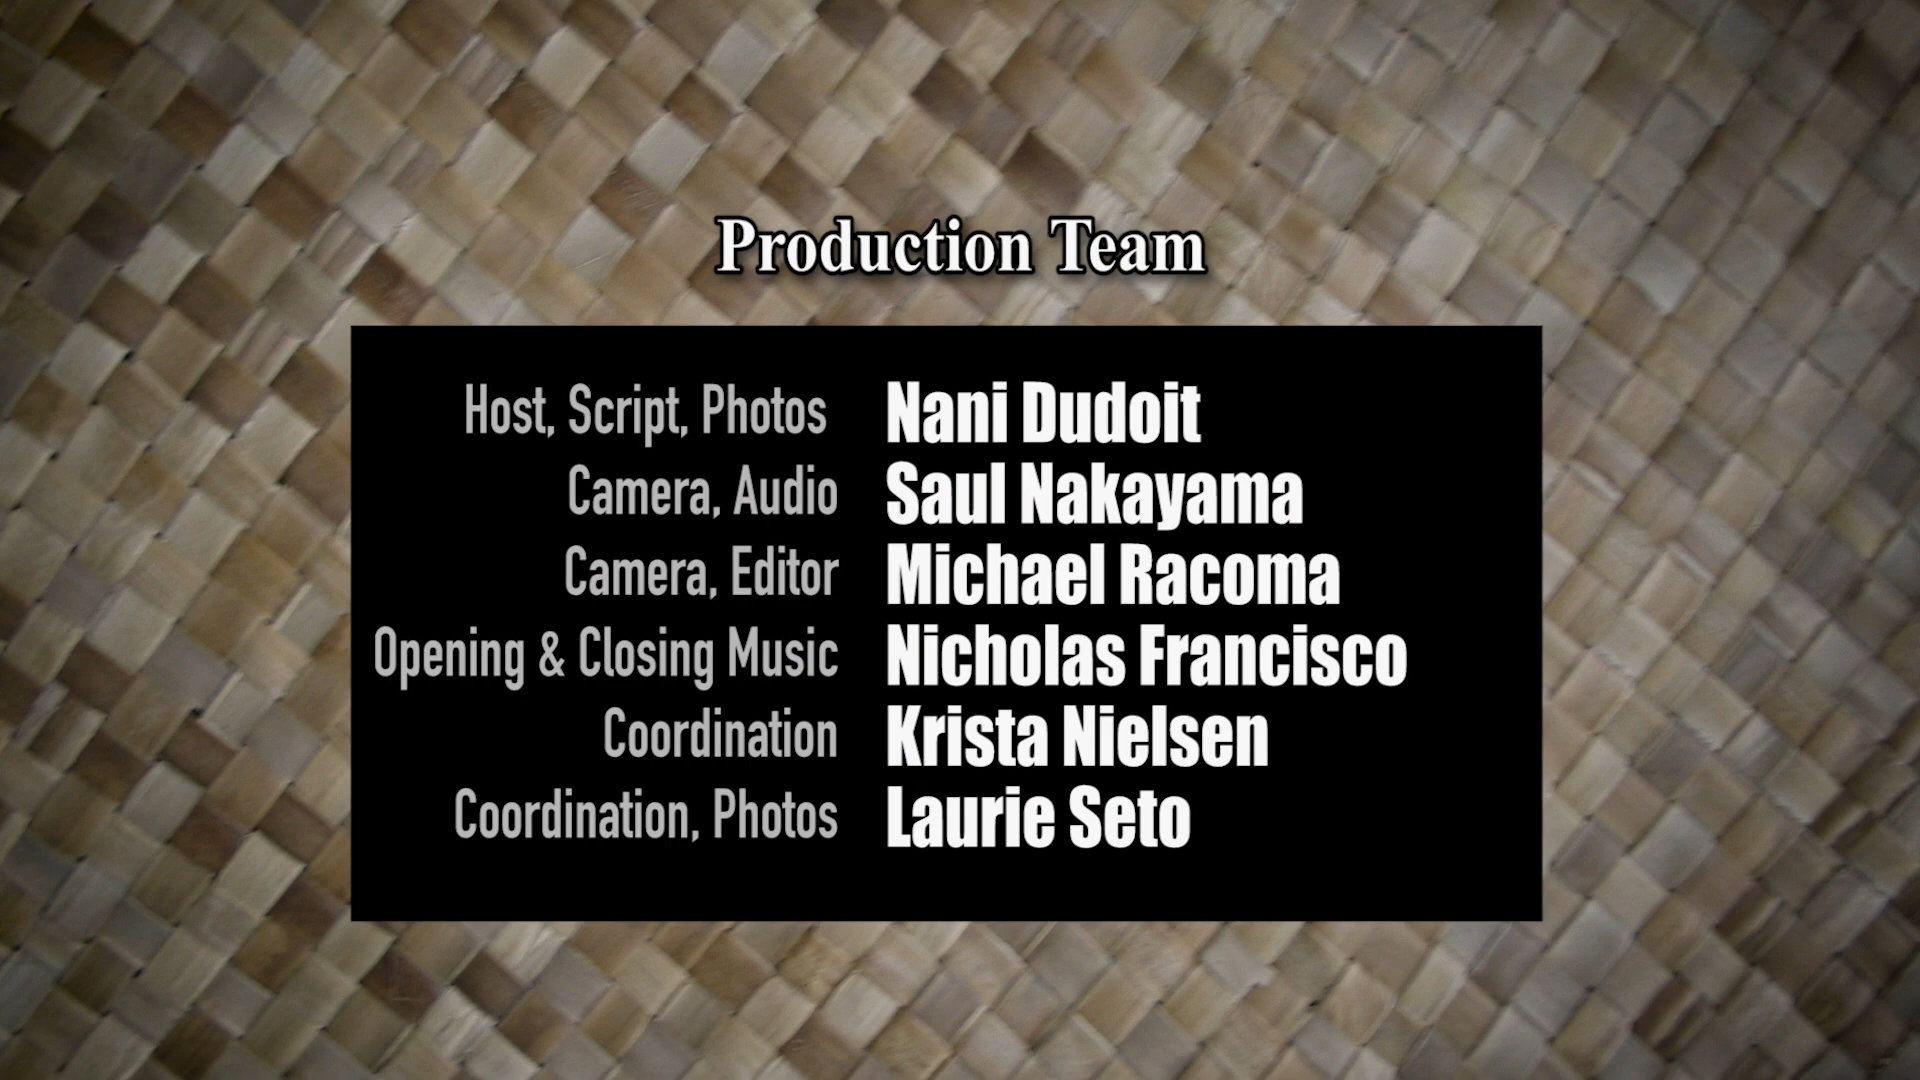 Production Team
Host, Script, Photos Nani Dudoit
Camera, Audio Saul Nakayama
Camera, Editor Michael Racoma
Opening & Closing Music Nicholas Francisco
Coordination Krista Nielsen
Coordination, Photos Laurie Seto